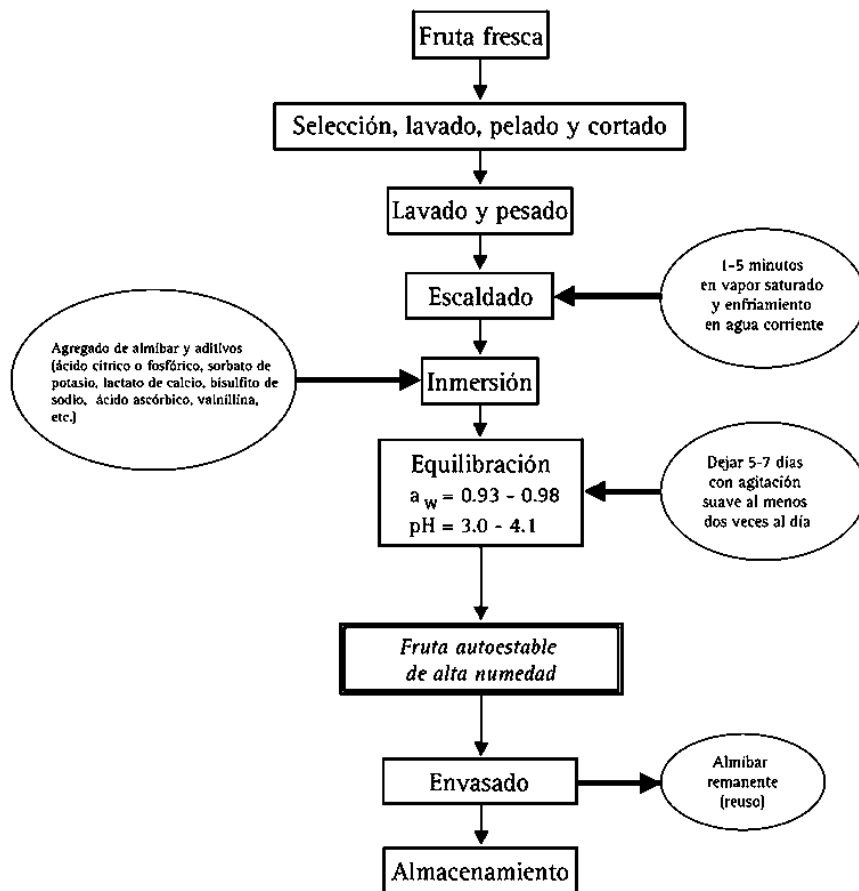 Fruta fresca
Selección, lavado, pelado y cortado
Lavado y pesado
1-5 minutos
en vapor saturado
y enfriamiento
en agua corriente
Escaldado
Agregado de almíbar y aditivos
(ácido cítrico o fosfórico, sorbato de
potasio, lactato de calcio, bisulfito de
sodio, ácido ascórbico, vainillina,
etc.)
Inmersión
Equilibración
a w = 0.93 - 0.98
pH = 3.0 - 4.1
Dejar 5-7 días
con agitación
suave al menos
dos veces al día
Fruta autoestable
de alta numedad
Envasado
Almíbar
remanente
(reuso)
Almacenamiento